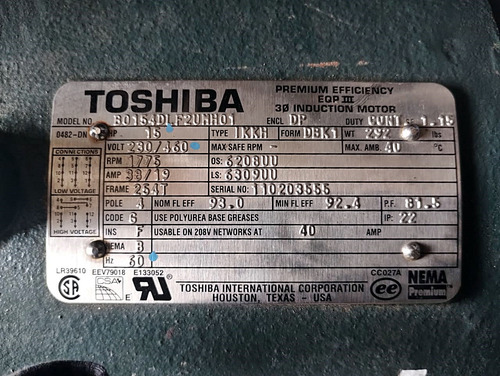 TOSHIBA
PREMIUM EFFICIENCY
EQP III
3Ø INDUCTION MOTOR
MODEL NO. B0154DLF2UMH01 ENCL DP DUTY CONT 1.15
0482-DN HP 15 TYPE IKKH FORM DBK1 WT 292 lbs
VOLT 230/460 MAX SAFE RPM - MAX. AMB. 40 °C
CONNECTIONS
RPM 1775 OS: 6208UU
AMP 38/19 LS: 6309UU
LOW VOLTAGE
FRAME 254T SERIAL NO: 110203555
POLE 4 NOM FL EFF 93.0 MIN FL EFF 92.4 P.F. 81.5
CODE G USE POLYUREA BASE GREASES IP: 22
HIGH VOLTAGE
INS F USABLE ON 208V NETWORKS AT 40 AMP
NEMA B
Hz 60
LR39610 EEV79018 E133052 CC027A
TOSHIBA INTERNATIONAL CORPORATION
HOUSTON, TEXAS - USA
NEMA
Premium
SA CSA E RU ee